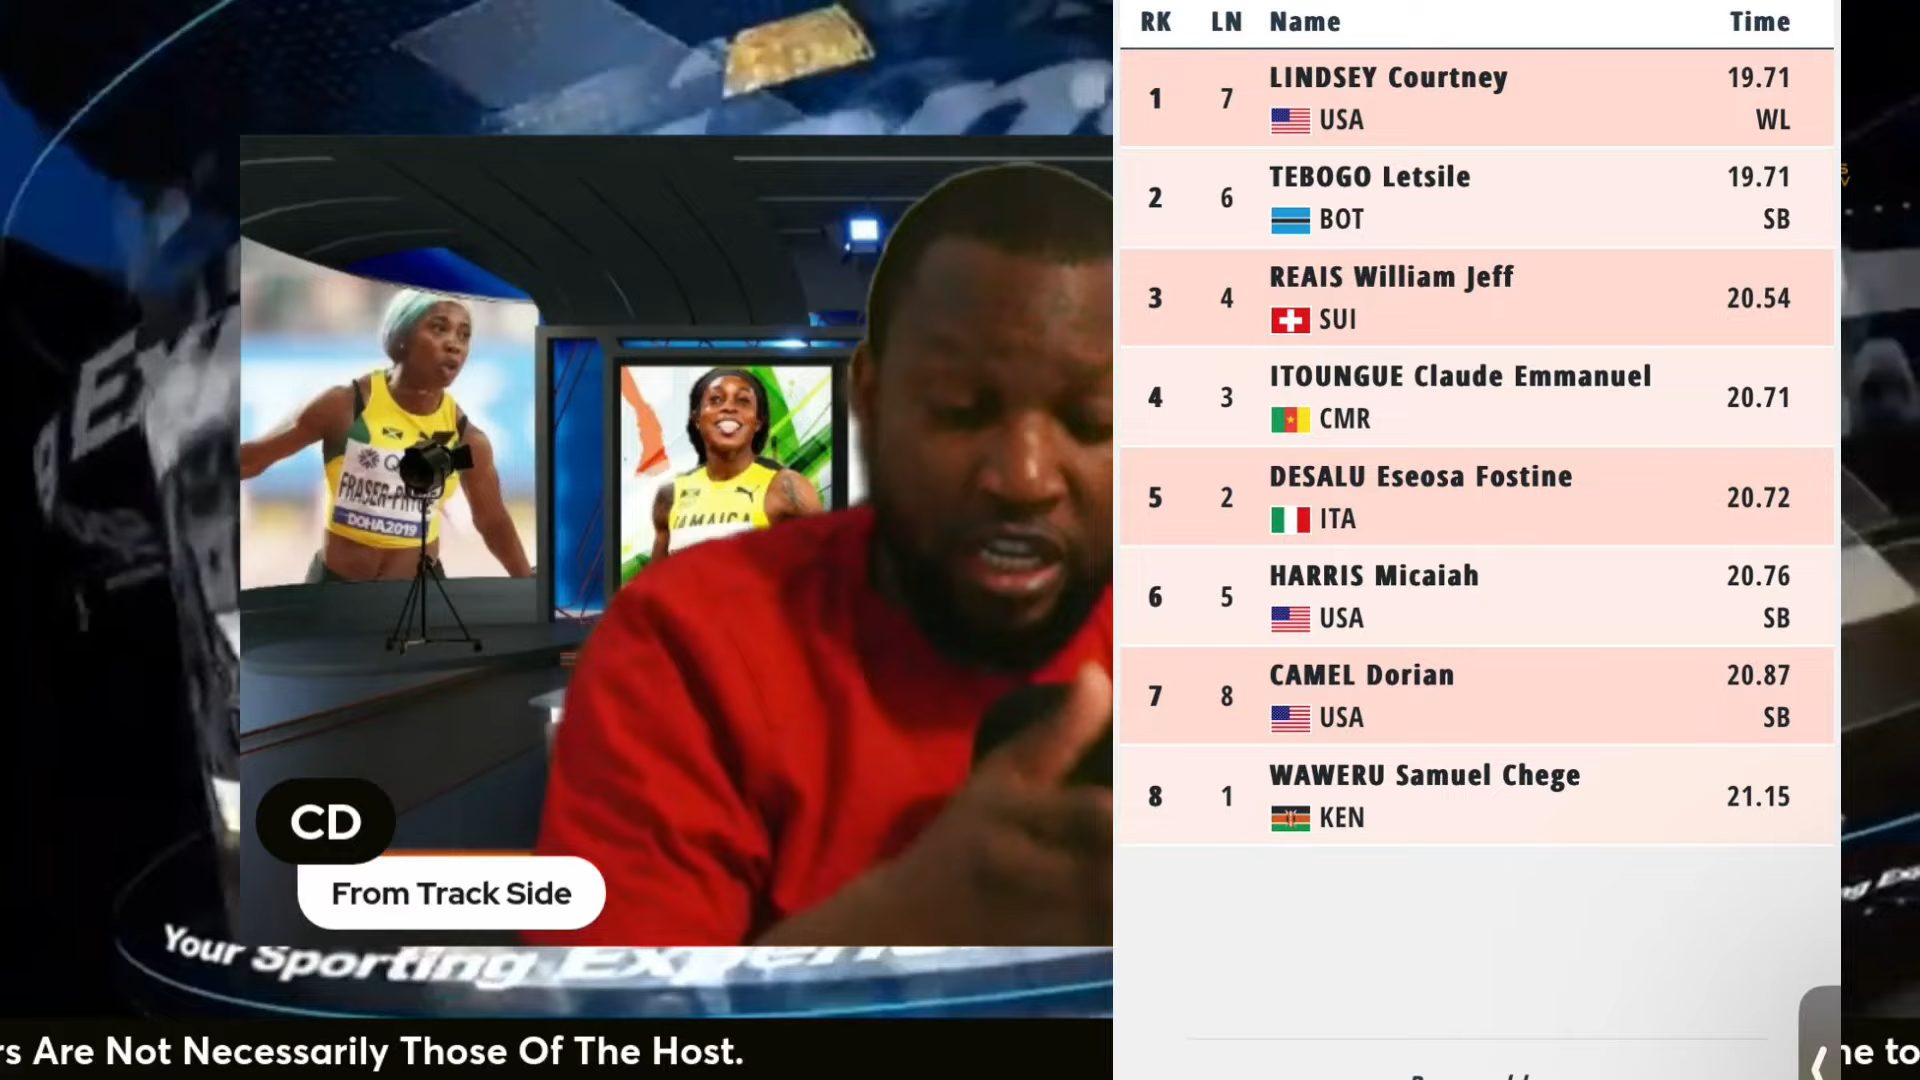 RK LN Name Time
1 7 LINDSEY Courtney 19.71
USA WL
2 6 TEBOGO Letsile 19.71
BOT SB
3 4 REAIS William Jeff 20.54
SUI
4 3 ITOUNGUE Claude Emmanuel 20.71
CMR
5 2 DESALU Eseosa Fostine 20.72
ITA
6 5 HARRIS Micaiah 20.76
USA SB
7 8 CAMEL Dorian 20.87
USA SB
8 1 WAWERU Samuel Chege 21.15
KEN
DOHA2019
JAMAICA
CD
From Track Side
Your Sporting
rs Are Not Necessarily Those Of The Host.